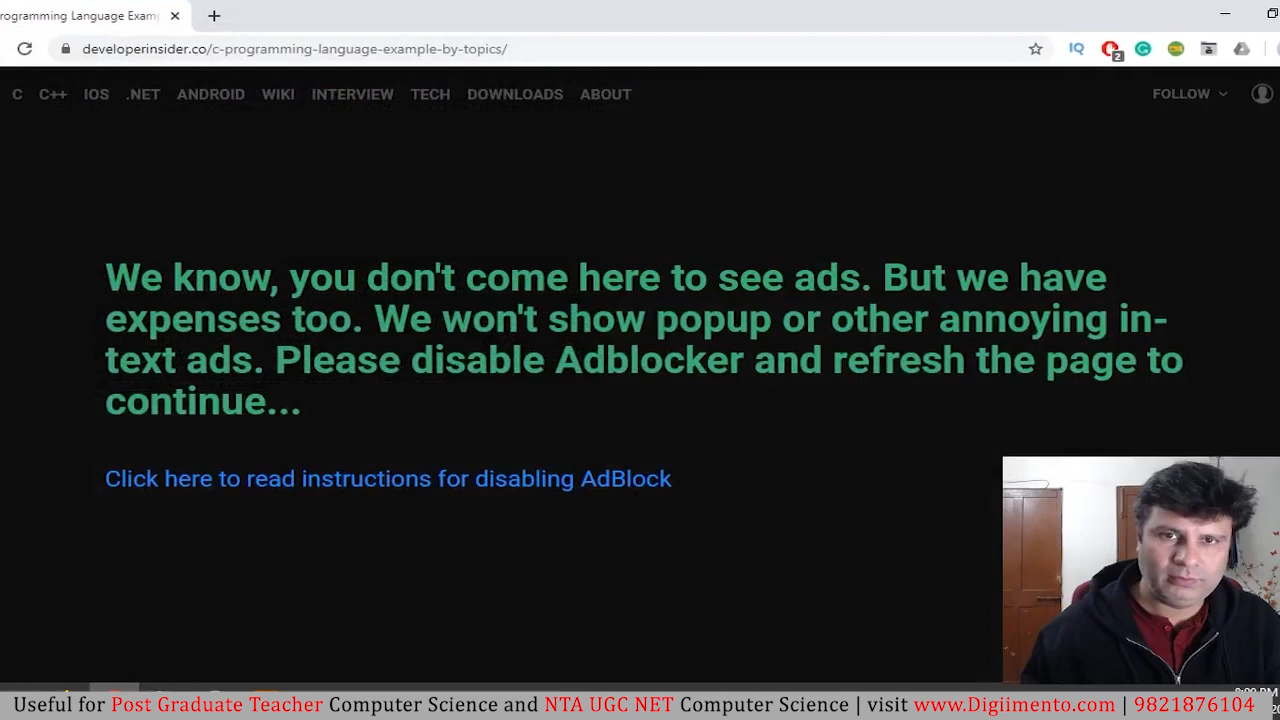 rogramming Language Exam
developerinsider.co/c-programming-language-example-by-topics/
IQ
2
C C++ IOS .NET ANDROID WIKI INTERVIEW TECH DOWNLOADS ABOUT FOLLOW
We know, you don't come here to see ads. But we have
expenses too. We won't show popup or other annoying in-
text ads. Please disable Adblocker and refresh the page to
continue...
Click here to read instructions for disabling AdBlock
Useful for Post Graduate Teacher Computer Science and NTA UGC NET Computer Science | visit www.Digiimento.com | 9821876104